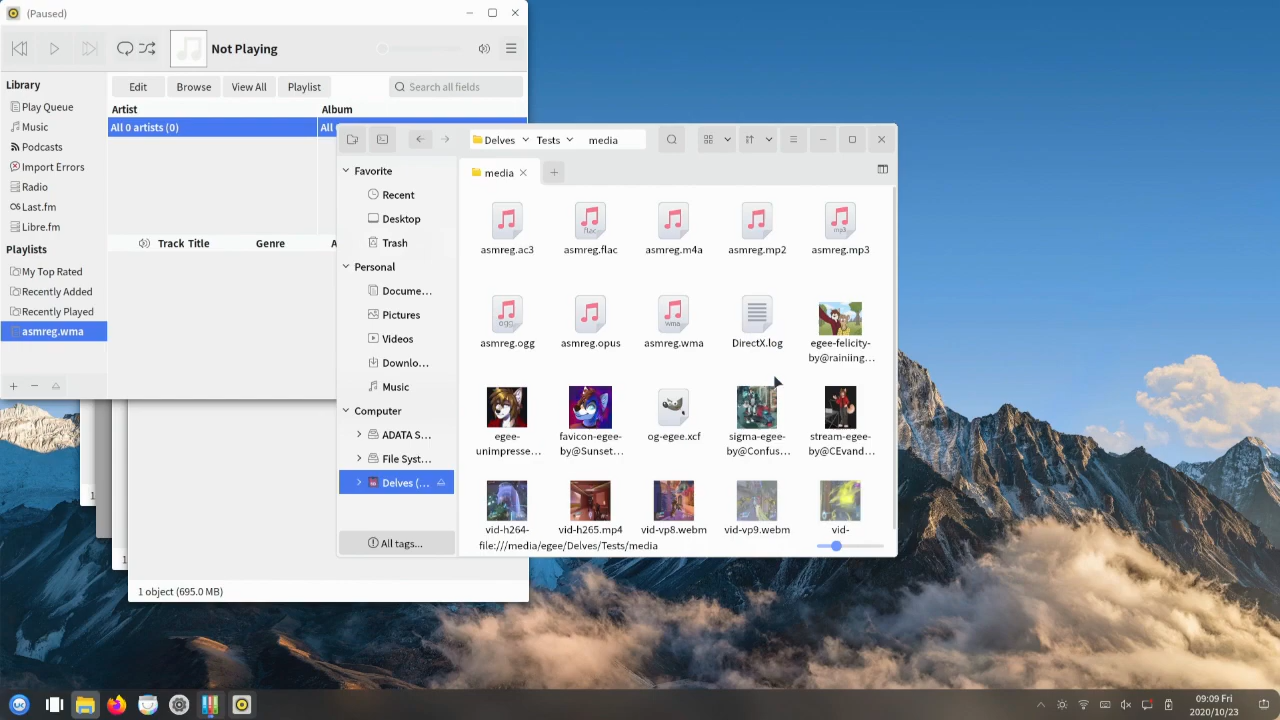 (Paused)
Not Playing
Library
Play Queue
Music
Podcasts
Import Errors
Radio
Last.fm
Libre.fm
Playlists
My Top Rated
Recently Added
Recently Played
asmreg.wma
Edit
Browse
View All
Playlist
Search all fields
Artist
Album
All 0 artists (0)
All
Track Title
Genre
A
Delves
Tests
media
media
Favorite
Recent
Desktop
Trash
Personal
Docume...
Pictures
Videos
Downlo...
Music
Computer
ADATA S...
File Syst...
Delves (...
All tags...
asmreg.ac3
asmreg.flac
asmreg.m4a
asmreg.mp2
asmreg.mp3
asmreg.ogg
asmreg.opus
asmreg.wma
DirectX.log
egee-felicity-
by@rainiing...
egee-
unimpresse...
favicon-egee-
by@Sunset...
og-egee.xcf
sigma-egee-
by@Confus...
stream-egee-
by@CEvand...
vid-h264-
vid-h265.mp4
vid-vp8.webm
vid-vp9.webm
vid-
file:///media/egee/Delves/Tests/media
1
1
1 object (695.0 MB)
09:09 Fri
2020/10/23